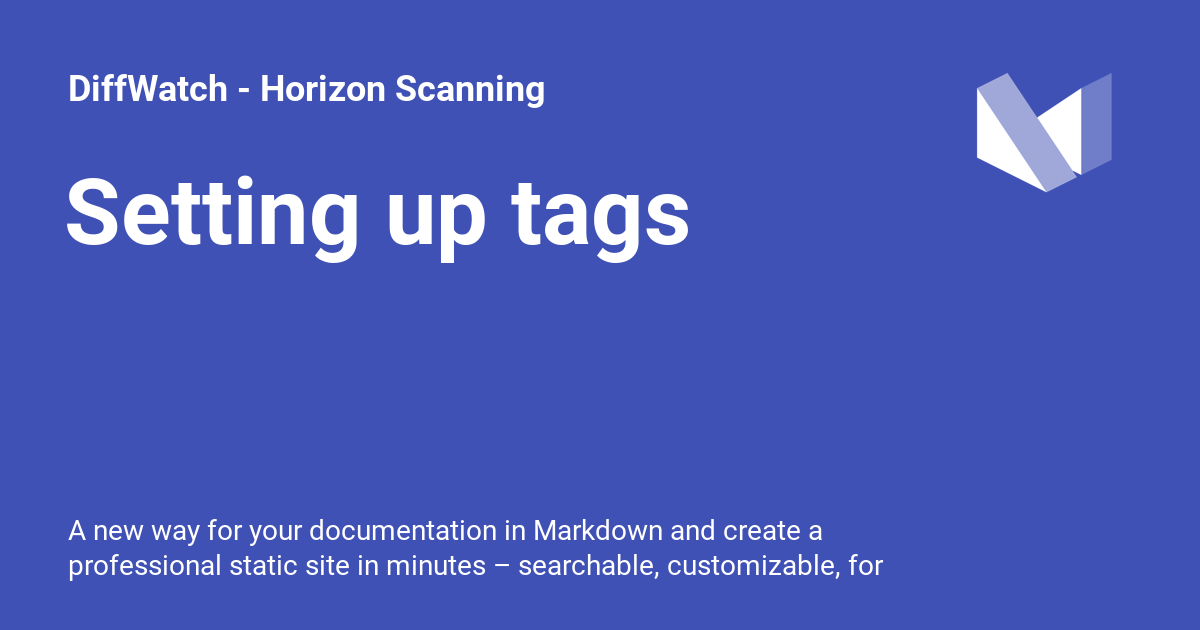 DiffWatch - Horizon Scanning
Setting up tags
A new way for your documentation in Markdown and create a
professional static site in minutes – searchable, customizable, for